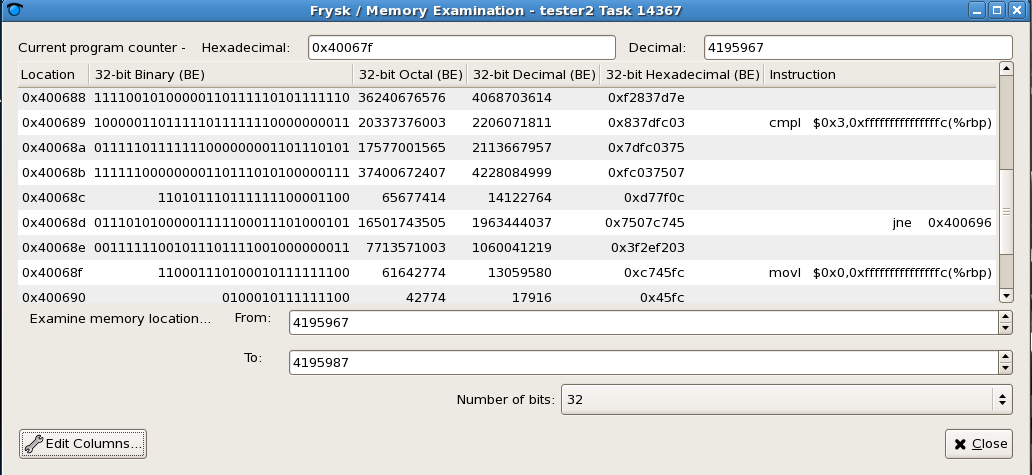 Frysk / Memory Examination - tester2 Task 14367
Current program counter - Hexadecimal: 0x40067f Decimal: 4195967
Location 32-bit Binary (BE) 32-bit Octal (BE) 32-bit Decimal (BE) 32-bit Hexadecimal (BE) Instruction
0x400688 11110010100000110111110101111110 36240676576 4068703614 0xf2837d7e
0x400689 10000011011111011111110000000011 20337376003 2206071811 0x837dfc03 cmpl $0x3,0xfffffffffffffffc(%rbp)
0x40068a 01111101111111000000001101110101 17577001565 2113667957 0x7dfc0375
0x40068b 11111100000000110111010100000111 37400672407 4228084999 0xfc037507
0x40068c 110101110111111100001100 65677414 14122764 0xd77f0c
0x40068d 01110101000001111100011101000101 16501743505 1963444037 0x7507c745 jne 0x400696
0x40068e 00111111001011101111001000000011 7713571003 1060041219 0x3f2ef203
0x40068f 110001110100010111111100 61642774 13059580 0xc745fc movl $0x0,0xfffffffffffffffc(%rbp)
0x400690 0100010111111100 42774 17916 0x45fc
Examine memory location... From: 4195967
To: 4195987
Number of bits: 32
Edit Columns... Close